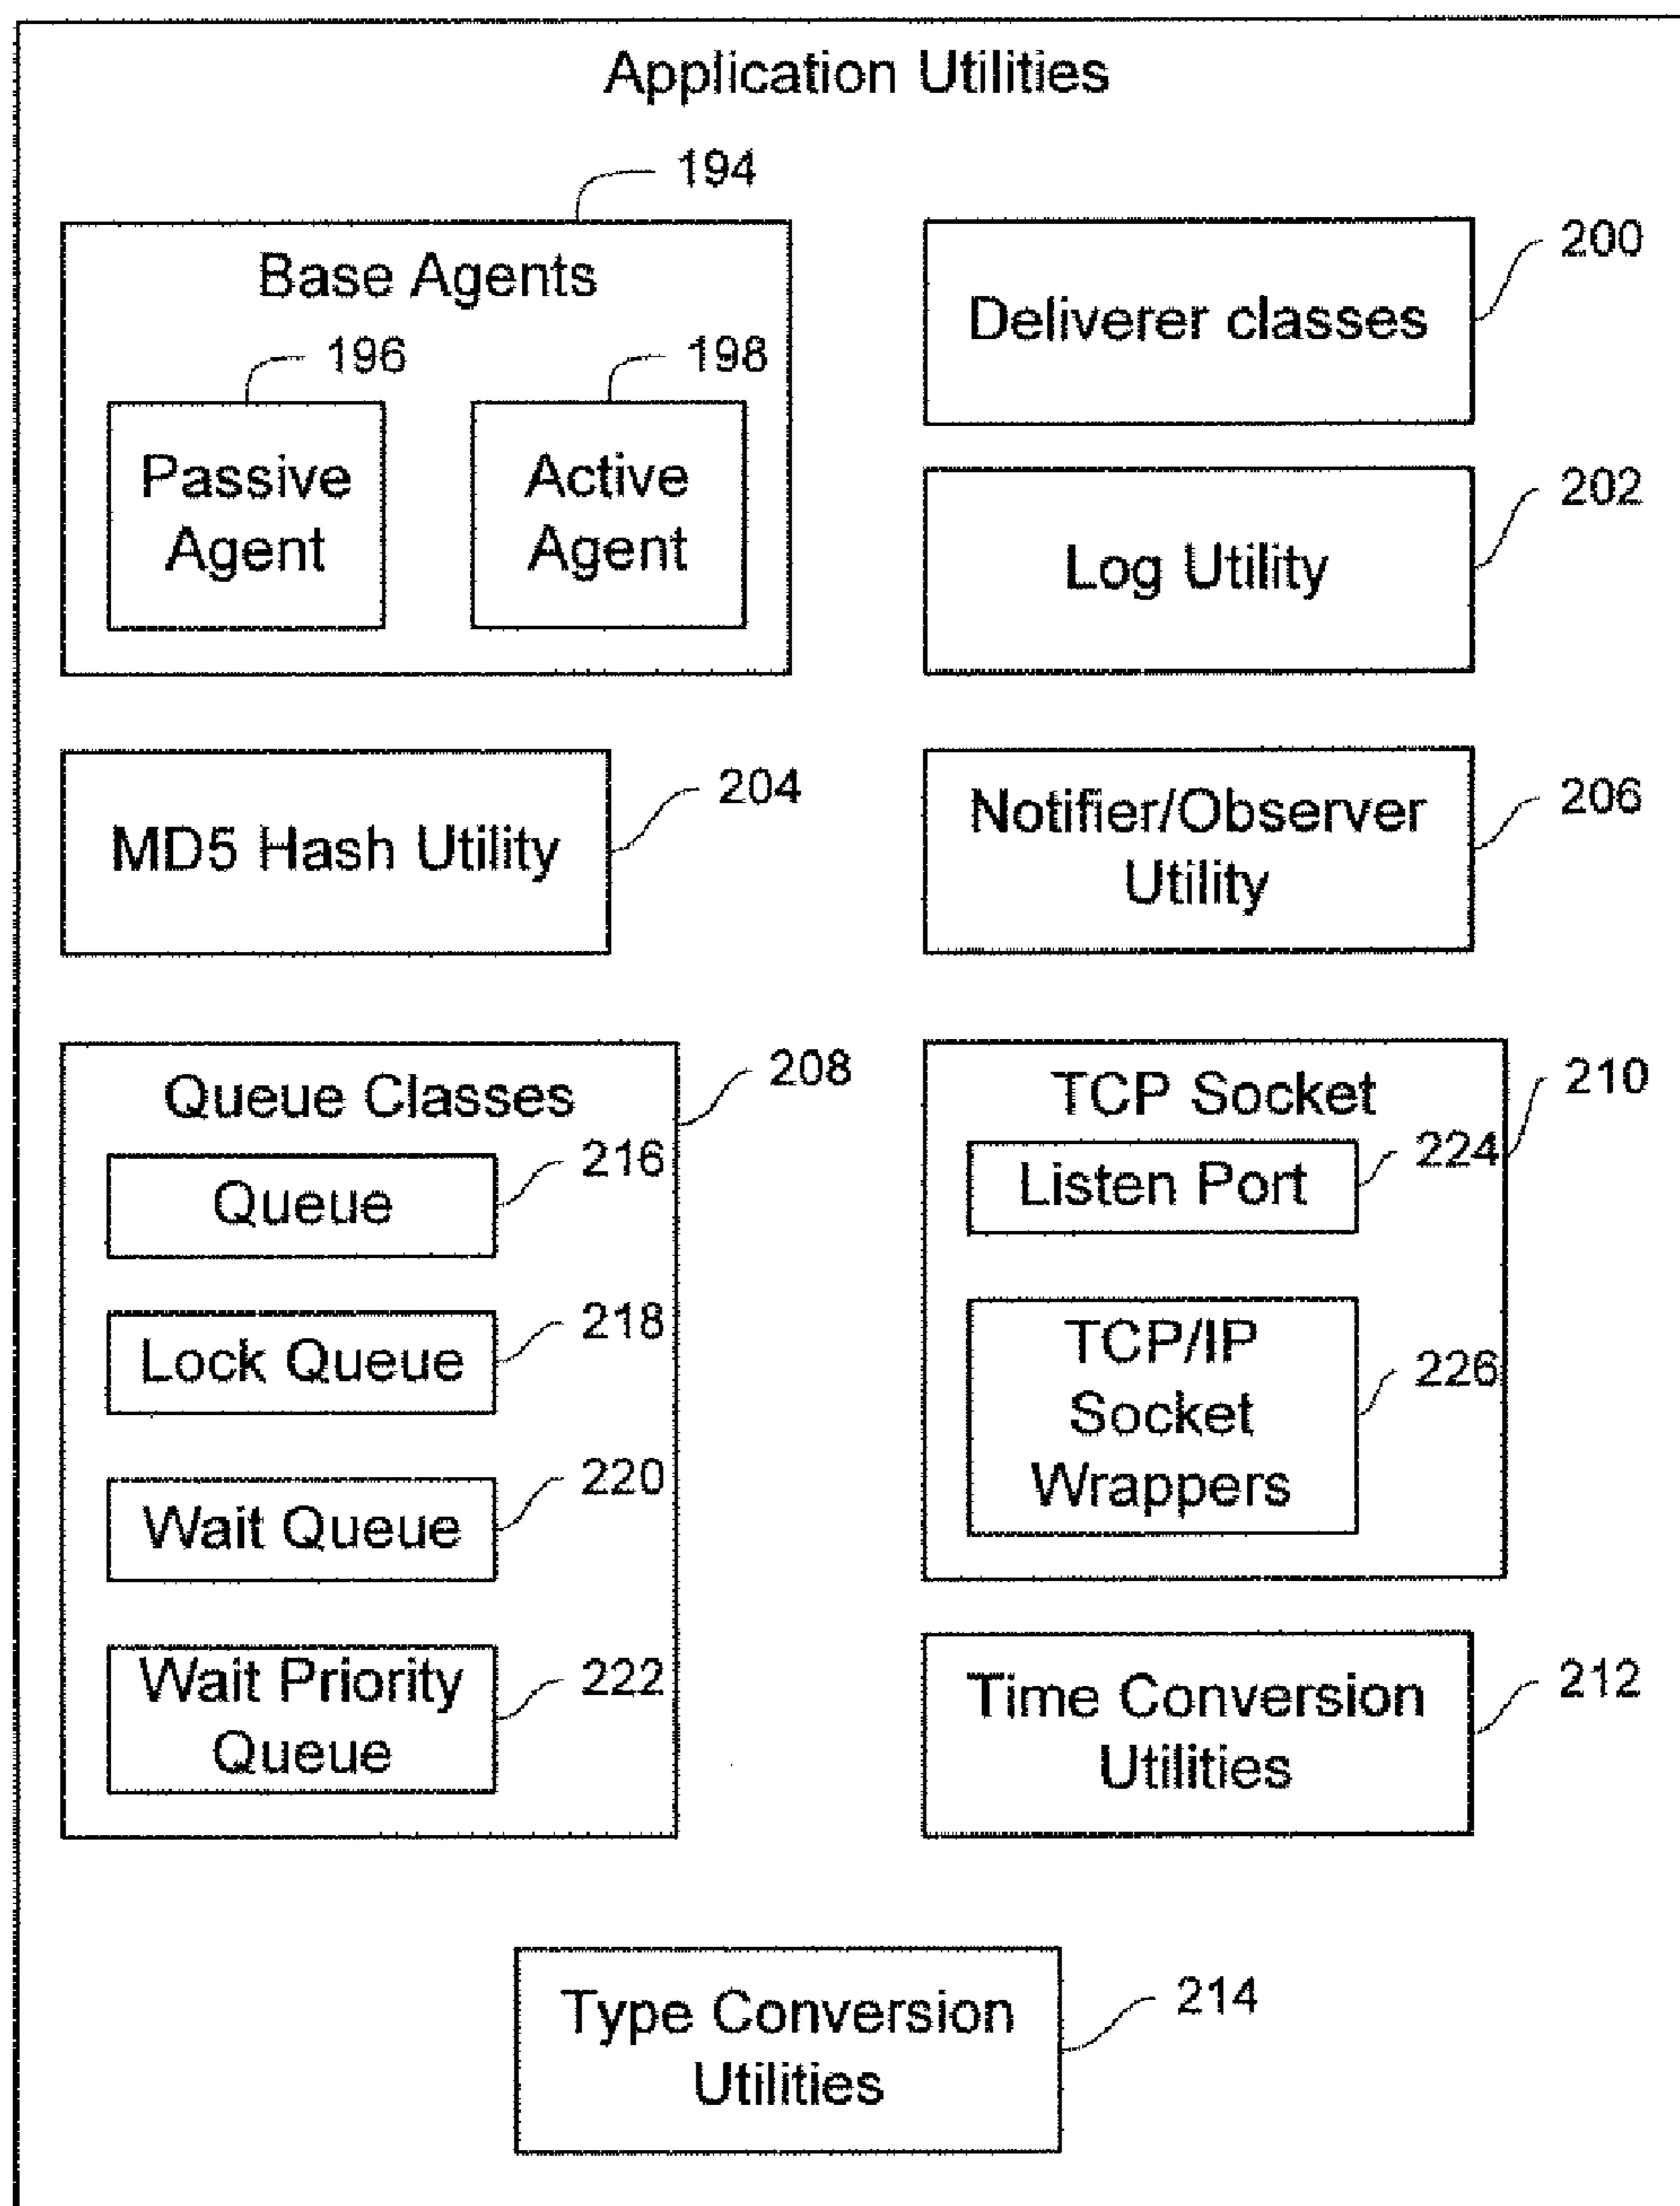 Application Utilities
194
Base Agents
196
198
Passive
Agent
Active
Agent
200
Deliverer classes
202
Log Utility
204
MD5 Hash Utility
206
Notifier/Observer
Utility
208
Queue Classes
216
Queue
218
Lock Queue
220
Wait Queue
222
Wait Priority
Queue
210
TCP Socket
224
Listen Port
226
TCP/IP
Socket
Wrappers
212
Time Conversion
Utilities
214
Type Conversion
Utilities